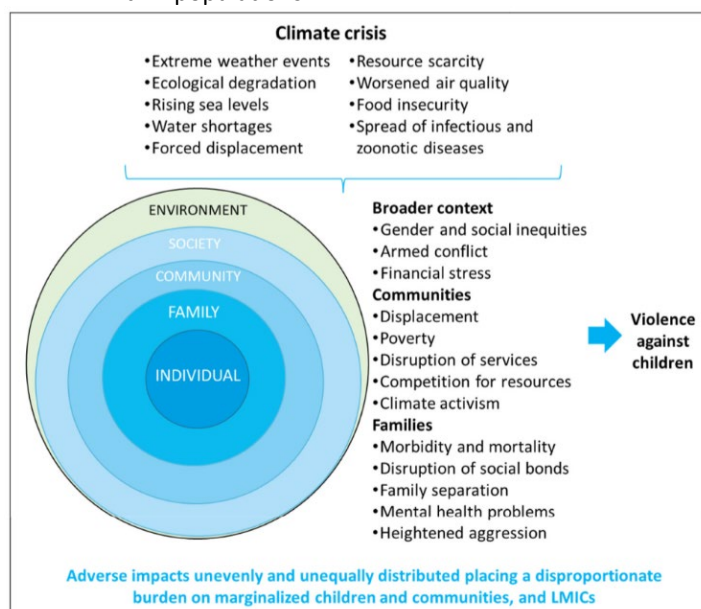 Climate crisis
•Extreme weather events
•Ecological degradation
•Rising sea levels
•Water shortages
•Forced displacement
•Resource scarcity
•Worsened air quality
•Food insecurity
•Spread of infectious and
zoonotic diseases
ENVIRONMENT
SOCIETY
COMMUNITY
FAMILY
INDIVIDUAL
Broader context
•Gender and social inequities
•Armed conflict
•Financial stress
Communities
•Displacement
•Poverty
•Disruption of services
•Competition for resources
•Climate activism
Families
•Morbidity and mortality
•Disruption of social bonds
•Family separation
•Mental health problems
•Heightened aggression
Violence
against
children
Adverse impacts unevenly and unequally distributed placing a disproportionate
burden on marginalized children and communities, and LMICs